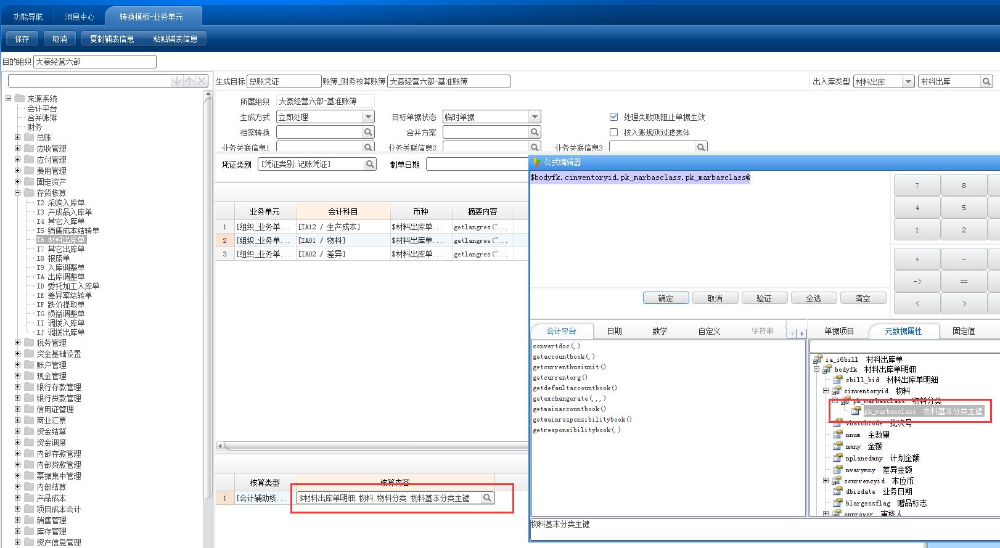 功能导航 消息中心 转换模板-业务单元
保存 取消 复制辅表信息 粘贴辅表信息
目的组织 大豪经营六部
生成目标 总账凭证 账簿_财务核算账簿 大豪经营六部-基准账簿 出入库类型 材料出库 材料出库
来源系统
会计平台
合并账簿
财务
总账
应收管理
应付管理
费用管理
固定资产
存货核算
I2 采购入库单
I3 产成品入库单
I4 其它入库单
I5 销售成本结转单
I6 材料出库单
I7 其它出库单
I8 报废单
I9 入库调整单
IA 出库调整单
ID 委托加工入库单
IE 差异率结转单
IF 跌价提取单
IG 损益调整单
II 调拨入库单
IJ 调拨出库单
税务管理
资金基础设置
账户管理
现金管理
银行存款管理
银行贷款管理
信用证管理
商业汇票
资金结算
资金调度
内部存款管理
内部贷款管理
票据集中管理
内部结算
产品成本
项目成本会计
销售管理
库存管理
资产信息管理
所属组织 大豪经营六部-基准账簿
生成方式 立即处理 目标单据状态 临时单据 处理失败则阻止单据生效
档案转换 合并方案 按入账规则过滤表体
业务关联信息1 业务关联信息2 业务关联信息3
凭证类别 [凭证类别:记账凭证] 制单日期
业务单元 会计科目 币种 摘要内容
1 [组织_业务单... [IA12 / 生产成本] $材料出库单... getlangres("...
2 [组织_业务单... [IA01 / 物料] $材料出库单... getlangres("...
3 [组织_业务单... [IA02 / 差异] $材料出库单... getlangres("...
核算类型 核算内容
1 [会计辅助核... $材料出库单明细.物料.物料分类.物料基本分类主键
公式编辑器
$bodyfk.cinventoryid.pk_marbasclass.pk_marbasclass@
7 8
4 5
1 2
+ -
-> ==
< >
确定 取消 验证 全选 清空
会计平台 日期 数学 自定义 字符串
convertdoc(,)
getaccountbook(,)
getcurrentbusiunit()
getcurrentorg()
getdefaultaccountbook()
getexchangerate(,,,)
getmainaccountbook()
getmainresponsibilitybook()
getresponsibilitybook(,)
单据项目 元数据属性 固定值
ia_i6bill 材料出库单
bodyfk 材料出库单明细
cbill_bid 材料出库单明细
cinventoryid 物料
pk_marbasclass 物料分类
pk_marbasclass 物料基本分类主键
vbatchcode 批次号
nnum 主数量
nmny 金额
nplanedmny 计划金额
nvarymny 差异金额
ccurrencyid 本位币
dbizdate 业务日期
blargessflag 赠品标志
approver 审核人
物料基本分类主键